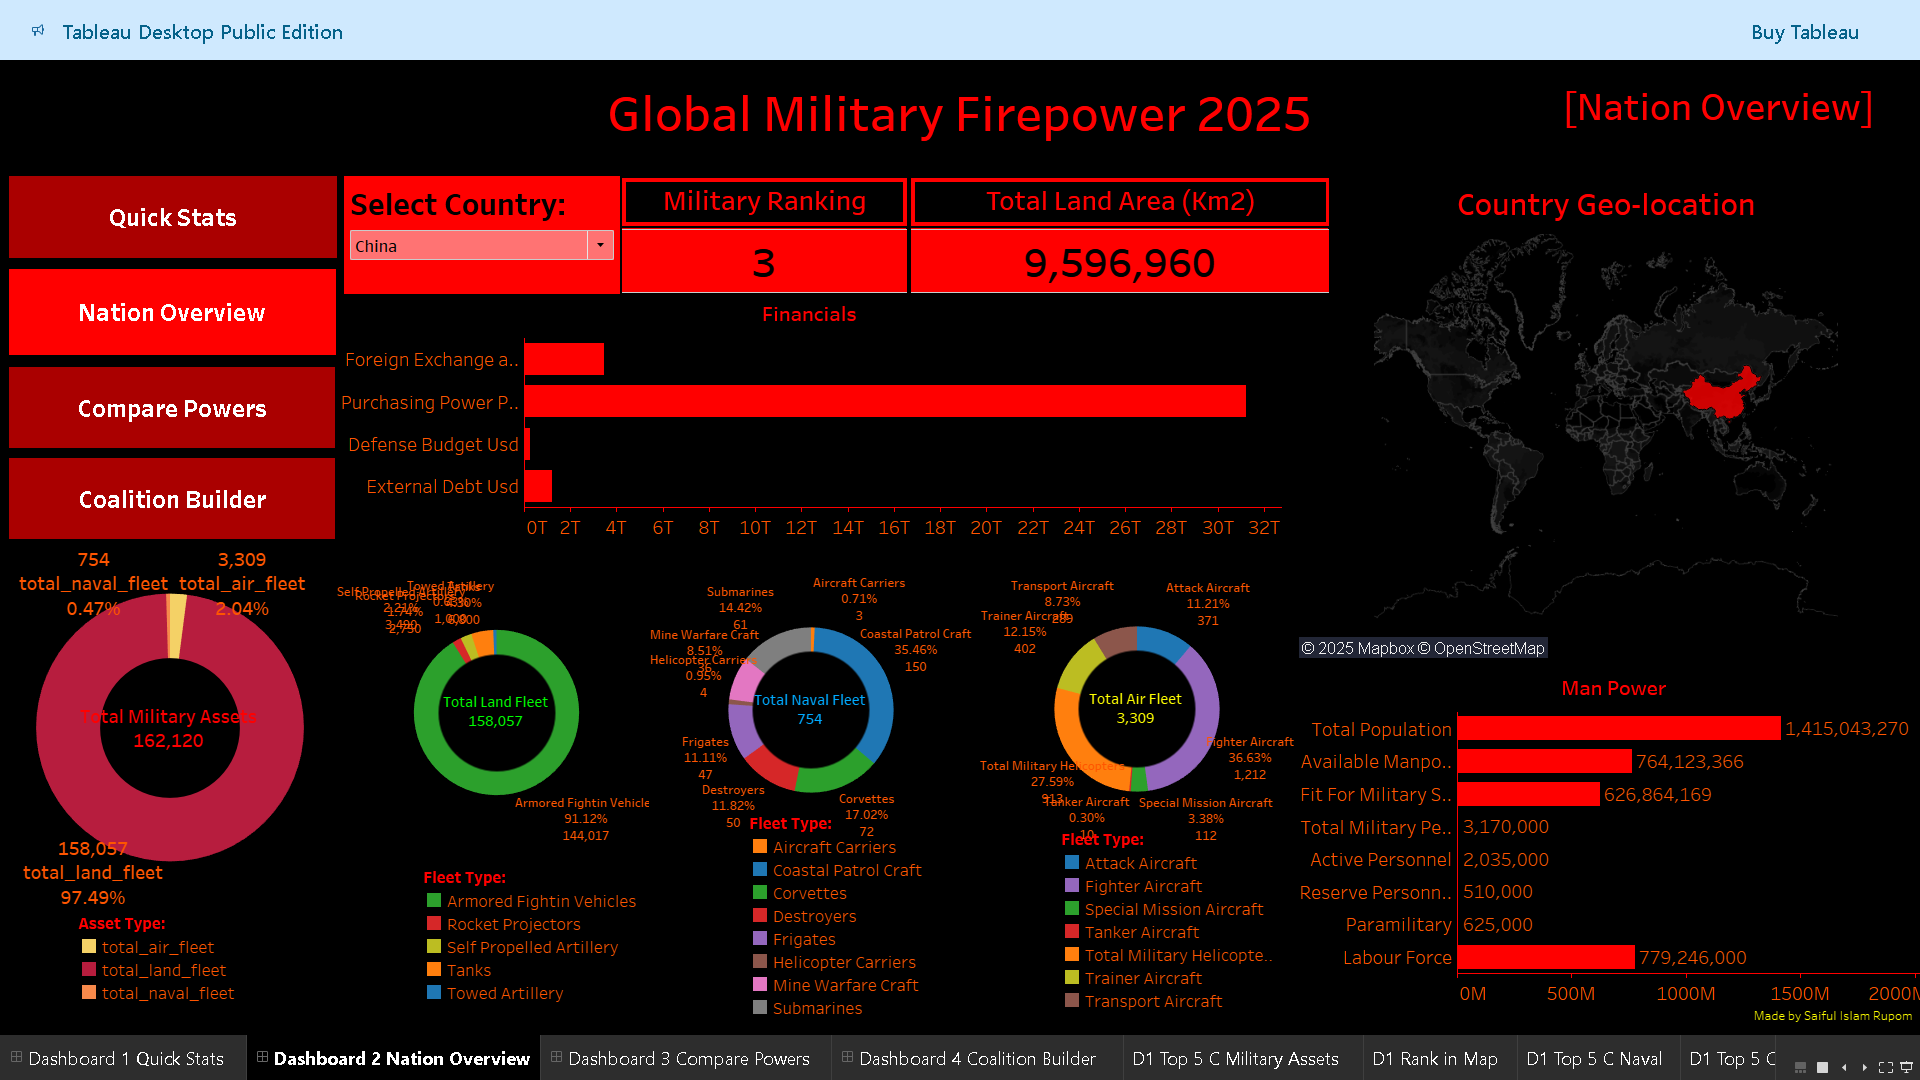 Tableau Desktop Public Edition
Buy Tableau
Global Military Firepower 2025
[Nation Overview]
Quick Stats
Nation Overview
Compare Powers
Coalition Builder
Select Country:
China
Military Ranking
3
Total Land Area (Km2)
9,596,960
Country Geo-location
© 2025 Mapbox © OpenStreetMap
Financials
Foreign Exchange a..
Purchasing Power P..
Defense Budget Usd
External Debt Usd
0T 2T 4T 6T 8T 10T 12T 14T 16T 18T 20T 22T 24T 26T 28T 30T 32T
754
total_naval_fleet
0.47%
3,309
total_air_fleet
2.04%
Total Military Assets
162,120
158,057
total_land_fleet
97.49%
Asset Type:
total_air_fleet
total_land_fleet
total_naval_fleet
Self Propelled Artillery
2.21%
3,490
Rocket Projectors
1.74%
2,750
Towed Artillery
0.63%
1,000
Tanks
4.30%
6,800
Total Land Fleet
158,057
Armored Fightin Vehicle
91.12%
144,017
Fleet Type:
Armored Fightin Vehicles
Rocket Projectors
Self Propelled Artillery
Tanks
Towed Artillery
Submarines
14.42%
61
Aircraft Carriers
0.71%
3
Mine Warfare Craft
8.51%
36
Coastal Patrol Craft
35.46%
150
Helicopter Carriers
0.95%
4
Total Naval Fleet
754
Frigates
11.11%
47
Destroyers
11.82%
50
Corvettes
17.02%
72
Fleet Type:
Aircraft Carriers
Coastal Patrol Craft
Corvettes
Destroyers
Frigates
Helicopter Carriers
Mine Warfare Craft
Submarines
Transport Aircraft
8.73%
289
Attack Aircraft
11.21%
371
Trainer Aircraft
12.15%
402
Total Air Fleet
3,309
Fighter Aircraft
36.63%
1,212
Total Military Helicopters
27.59%
913
Tanker Aircraft
0.30%
10
Special Mission Aircraft
3.38%
112
Fleet Type:
Attack Aircraft
Fighter Aircraft
Special Mission Aircraft
Tanker Aircraft
Total Military Helicopte..
Trainer Aircraft
Transport Aircraft
Man Power
Total Population 1,415,043,270
Available Manpo.. 764,123,366
Fit For Military S.. 626,864,169
Total Military Pe.. 3,170,000
Active Personnel 2,035,000
Reserve Personn.. 510,000
Paramilitary 625,000
Labour Force 779,246,000
0M 500M 1000M 1500M 2000M
Made by Saiful Islam Rupom
Dashboard 1 Quick Stats
Dashboard 2 Nation Overview
Dashboard 3 Compare Powers
Dashboard 4 Coalition Builder
D1 Top 5 C Military Assets
D1 Rank in Map
D1 Top 5 C Naval
D1 Top 5 C